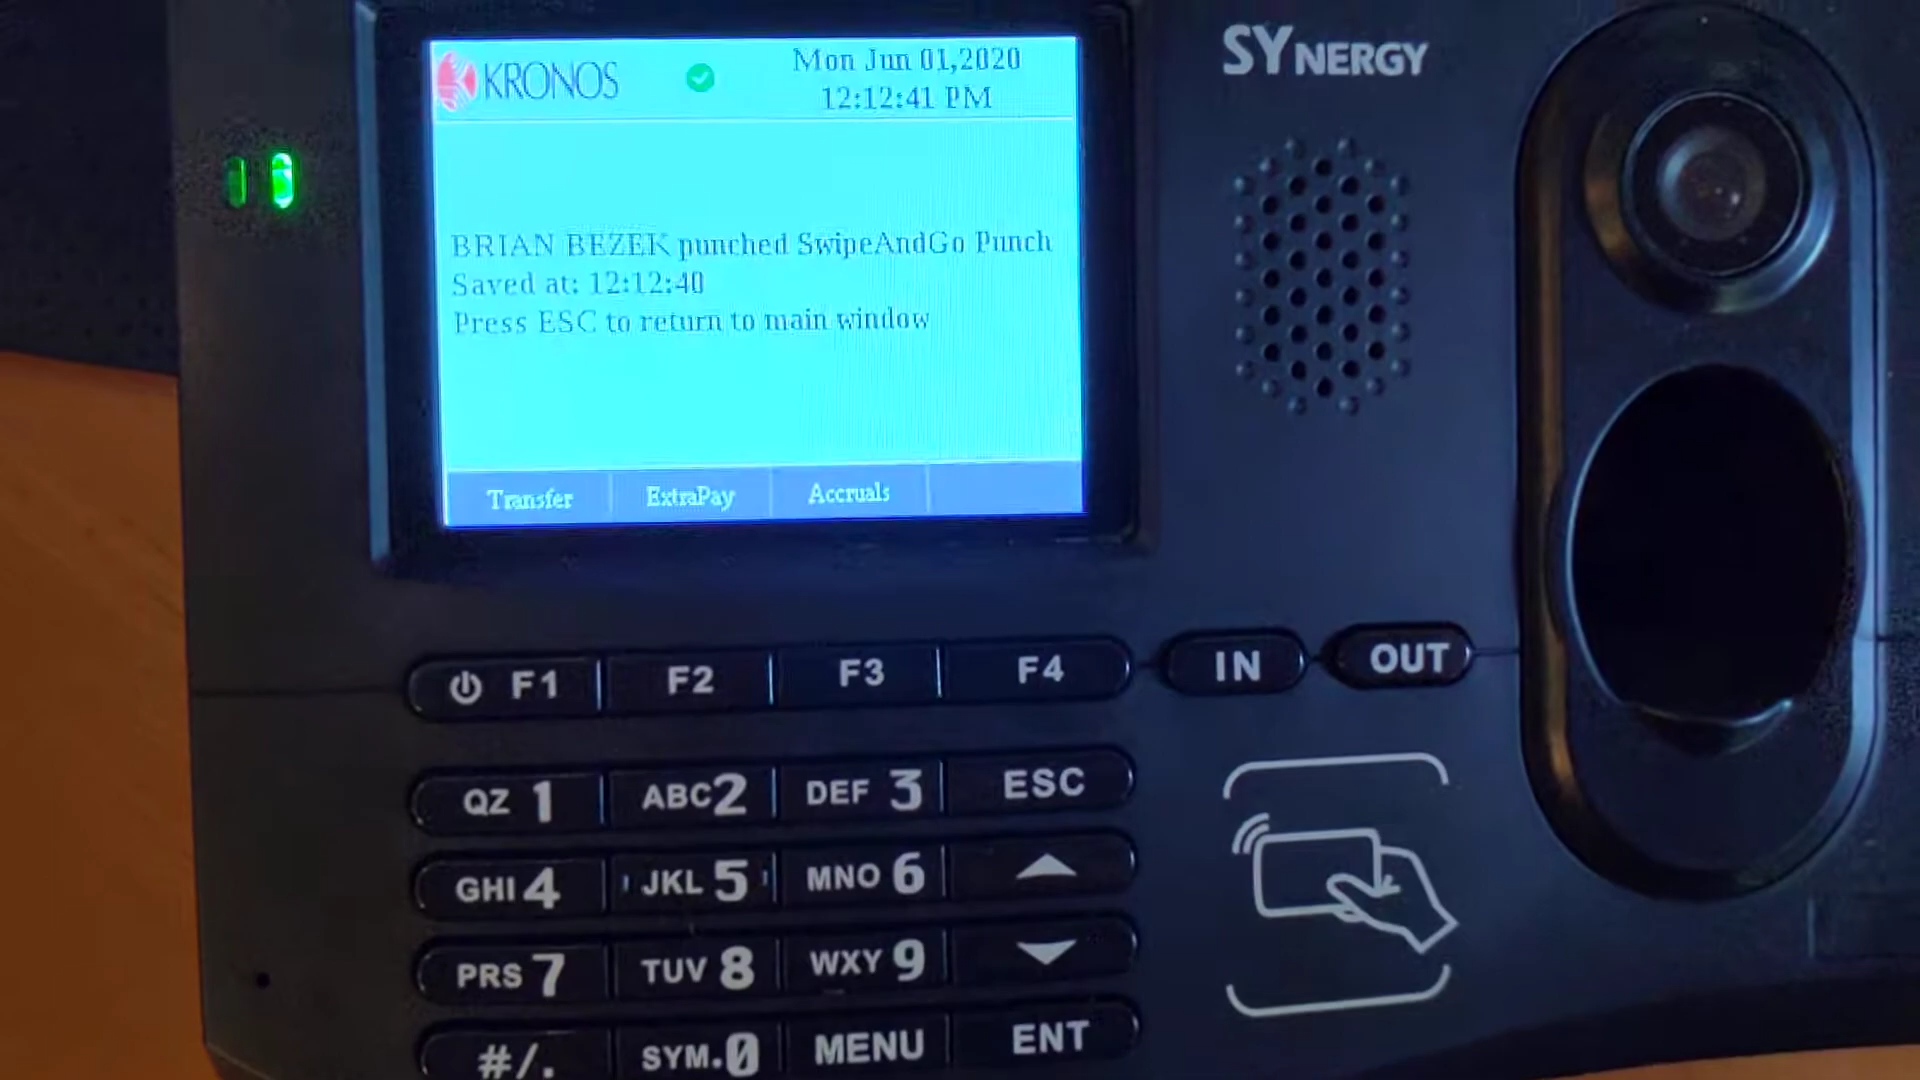 KRONOS
Mon Jun 01,2020
12:12:41 PM
SYNERGY
BRIAN BEZEK punched SwipeAndGo Punch
Saved at: 12:12:40
Press ESC to return to main window
Transfer ExtraPay Accruals
F1 F2 F3 F4 IN OUT
QZ 1 ABC 2 DEF 3 ESC
GHI 4 JKL 5 MNO 6
PRS 7 TUV 8 WXY 9
#/. SYM.0 MENU ENT